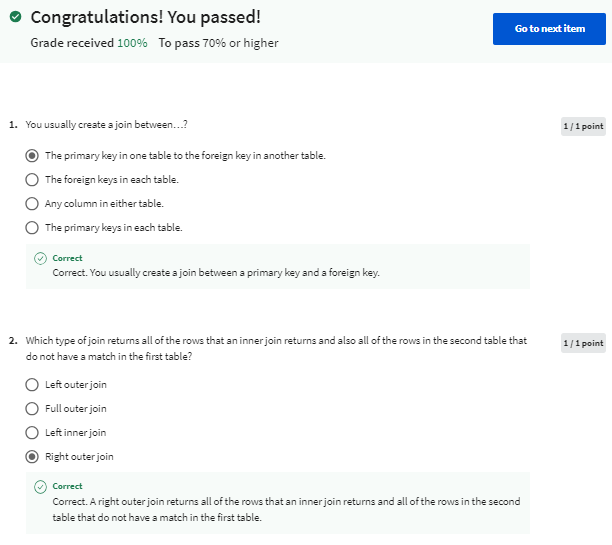 Congratulations! You passed!
Grade received 100% To pass 70% or higher
Go to next item
1. You usually create a join between...?
1 / 1 point
The primary key in one table to the foreign key in another table.
The foreign keys in each table.
Any column in either table.
The primary keys in each table.
Correct
Correct. You usually create a join between a primary key and a foreign key.
2. Which type of join returns all of the rows that an inner join returns and also all of the rows in the second table that
do not have a match in the first table?
1 / 1 point
Left outer join
Full outer join
Left inner join
Right outer join
Correct
Correct. A right outer join returns all of the rows that an inner join returns and all of the rows in the second
table that do not have a match in the first table.